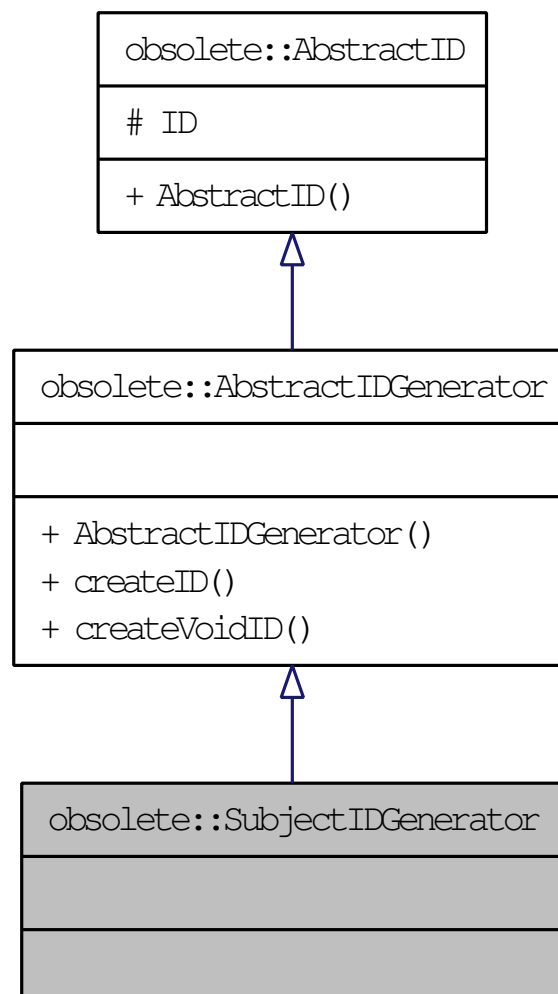 obsolete::AbstractID
# ID
+ AbstractID()
obsolete::AbstractIDGenerator
+ AbstractIDGenerator()
+ createID()
+ createVoidID()
obsolete::SubjectIDGenerator